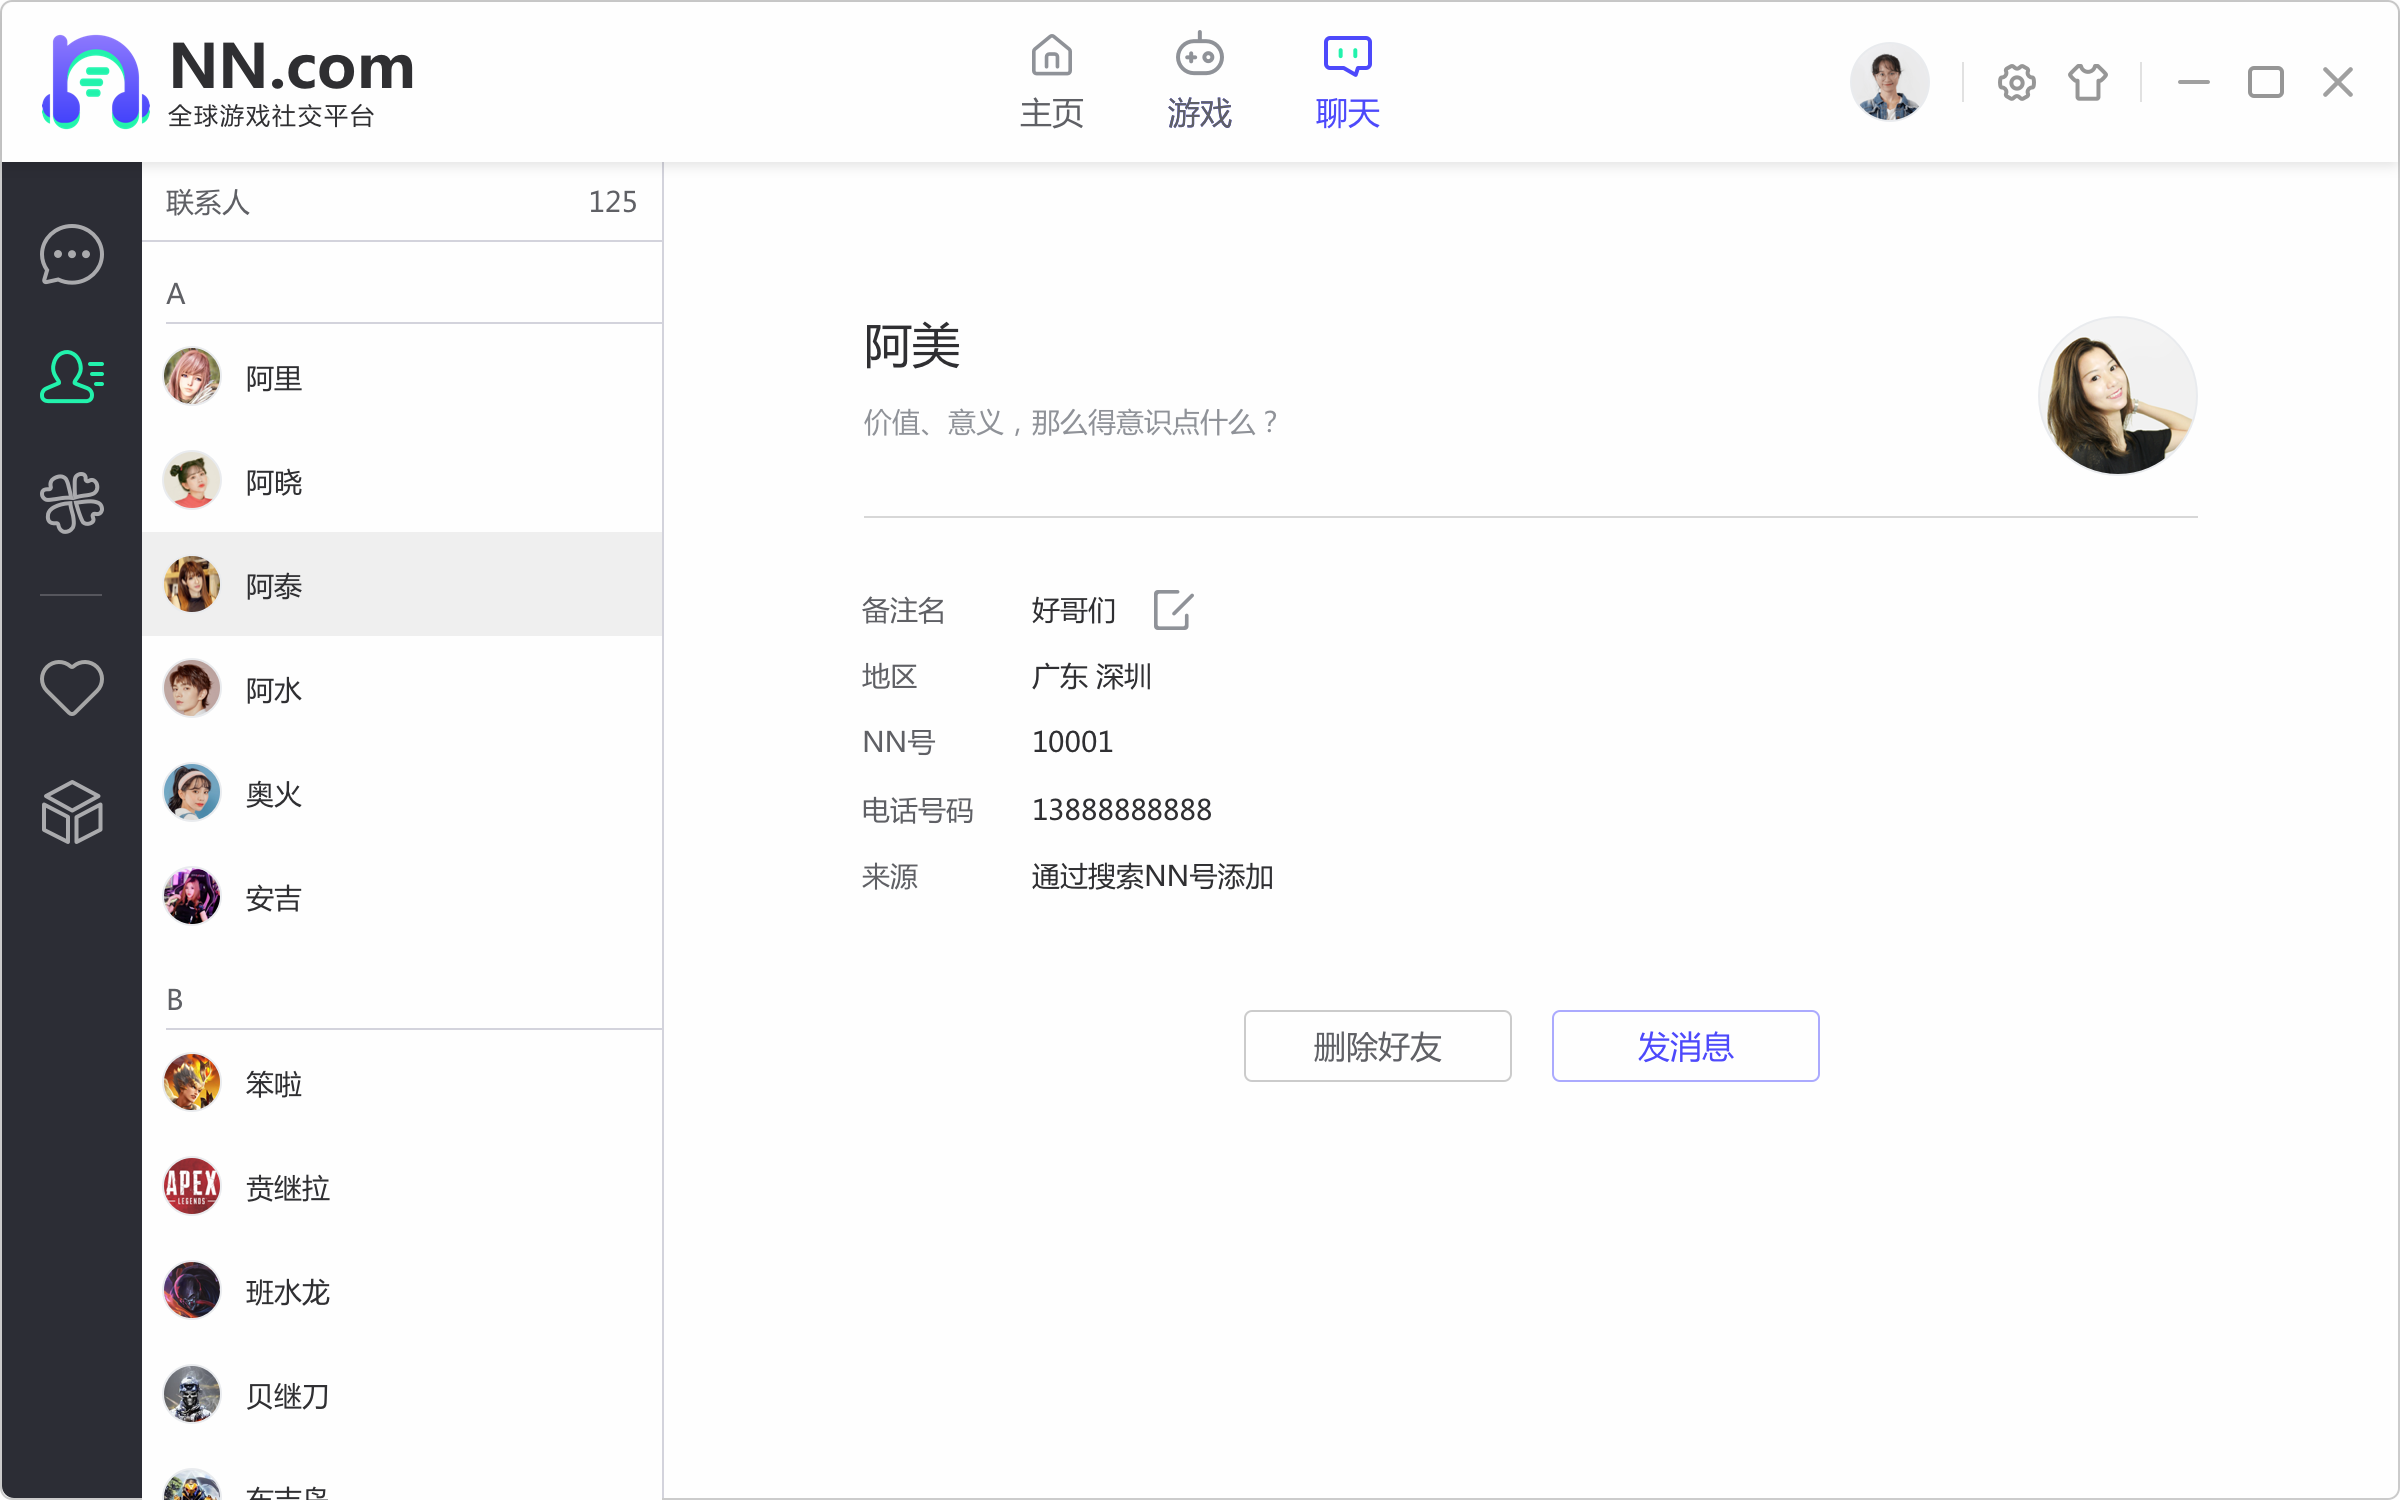 NN.com
全球游戏社交平台
主页
游戏
聊天
联系人 125
A
阿里
阿晓
阿泰
阿水
奥火
安吉
B
笨啦
APEX
LEGENDS
贲继拉
班水龙
贝继刀
阿美
价值、意义，那么得意识点什么？
备注名 好哥们
地区 广东 深圳
NN号 10001
电话号码 13888888888
来源 通过搜索NN号添加
删除好友
发消息